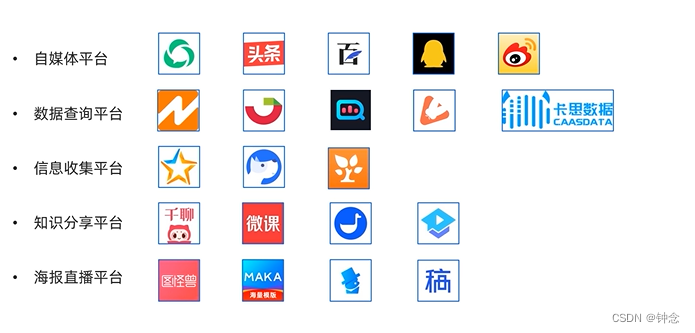 • 自媒体平台 头条 百
• 数据查询平台 卡思数据
CAASDATA
• 信息收集平台
• 知识分享平台 千聊 微课
• 海报直播平台 图怪兽 MAKA 稿
海量模版
CSDN @钟念